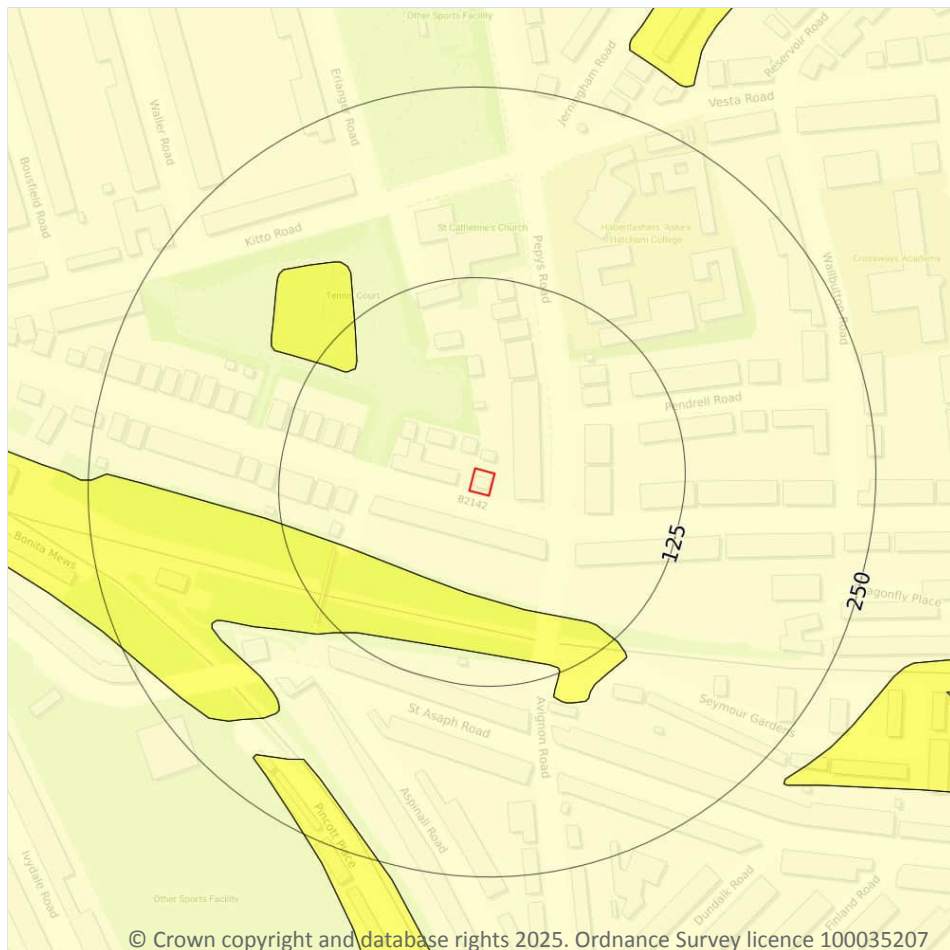 Other Sports Facility
Reservoir Road
Jerningham Road
Erlanger Road
Vesta Road
Waller Road
Bousfield Road
St Catherine's Church
Haberdashers' Aske's
Hatcham College
Kitto Road
Pepys Road
Crossways Academy
Wallbutton Road
Tennis Court
Pendrell Road
B2142
125
Bonita Mews
250
Dragonfly Place
Seymour Gardens
St Asaph Road
Avignon Road
Aspinall Road
Pincott Place
Ivydale Road
Dundalk Road
Finland Road
Other Sports Facility
© Crown copyright and database rights 2025. Ordnance Survey licence 100035207